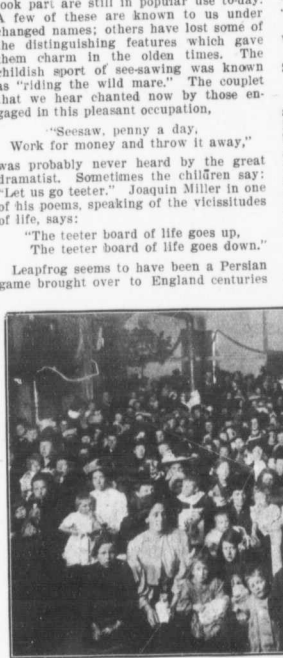 took part are still in popular use to-day.
A few of these are known to us under
changed names; others have lost some of
the distinguishing features which gave
them charm in the olden times. The
childish sport of see-sawing was known
as "riding the wild mare." The couplet
that we hear chanted now by those en-
gaged in this pleasant occupation,
"Seesaw, penny a day,
Work for money and throw it away,"
was probably never heard by the great
dramatist. Sometimes the children say:
"Let us go teeter." Joaquin Miller in one
of his poems, speaking of the vicissitudes
of life, says:
"The teeter board of life goes up,
The teeter board of life goes down."
Leapfrog seems to have been a Persian
game brought over to England centuries